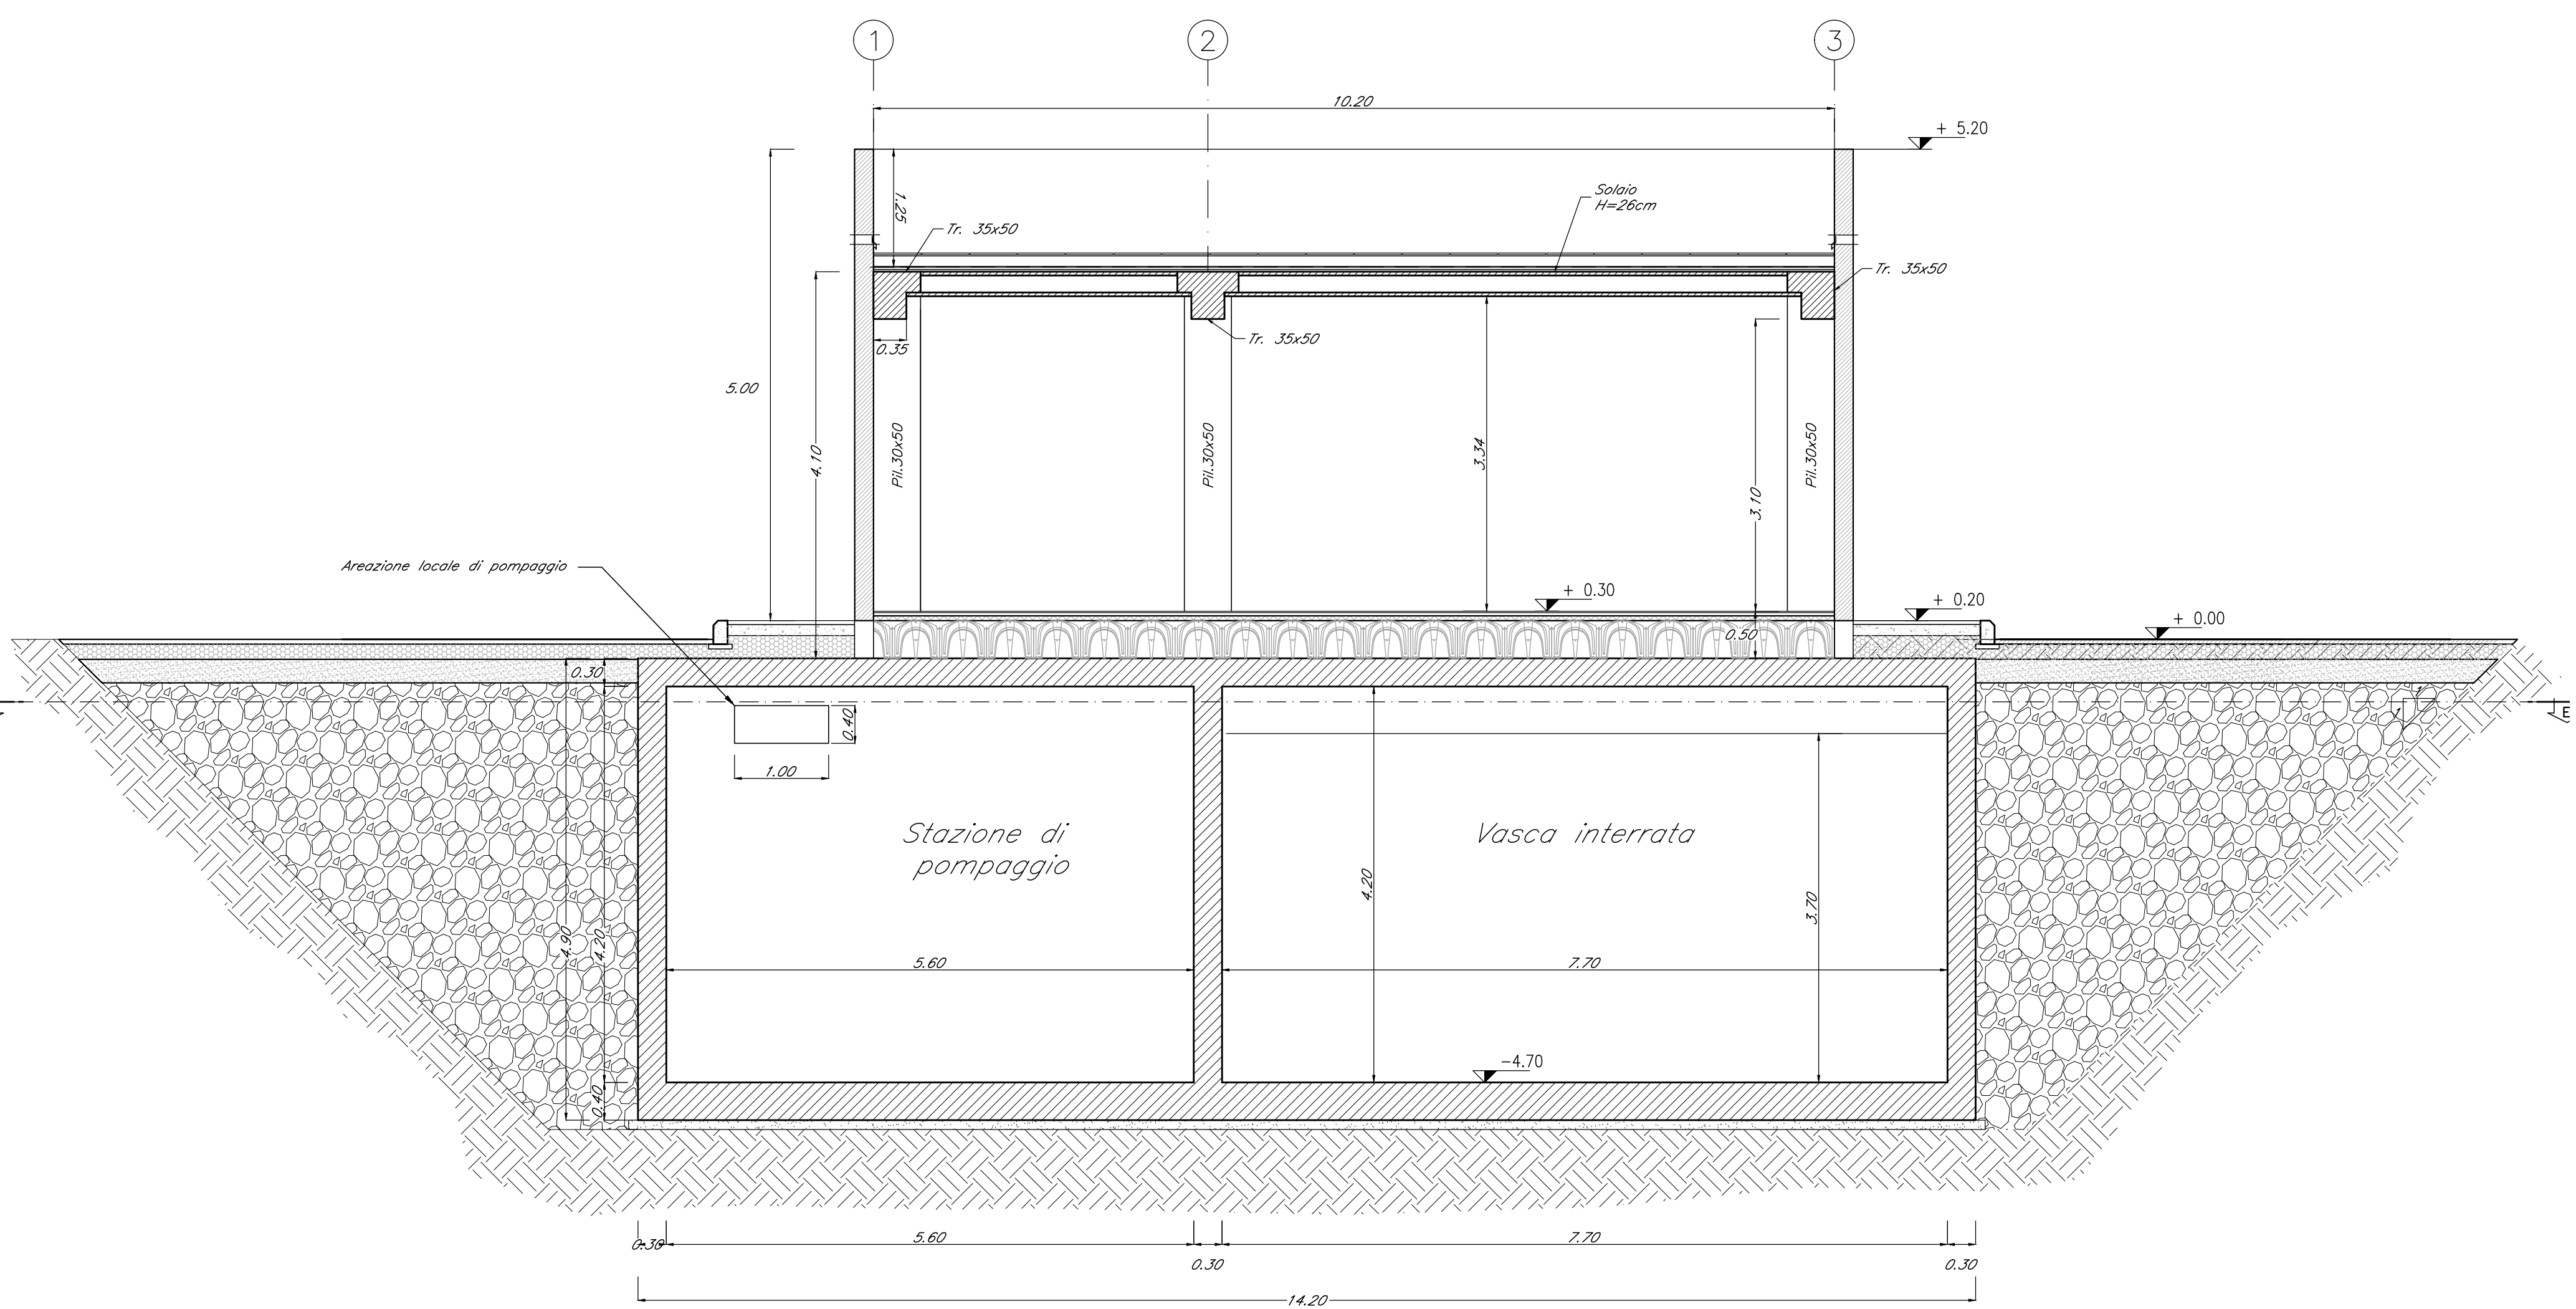 1
2
3
10.20
+ 5.20
1.25
Solaio
H=26cm
Tr. 35x50
Tr. 35x50
Tr. 35x50
0.35
5.00
4.10
Pil.30x50
Pil.30x50
3.34
Pil.30x50
3.10
Areazione locale di pompaggio
+ 0.30
+ 0.20
+ 0.00
0.50
0.30
0.40
1.00
1
1
E
Stazione di
pompaggio
Vasca interrata
4.20
3.70
4.90
4.20
5.60
7.70
-4.70
0.40
0.30
5.60
7.70
0.30
0.30
14.20